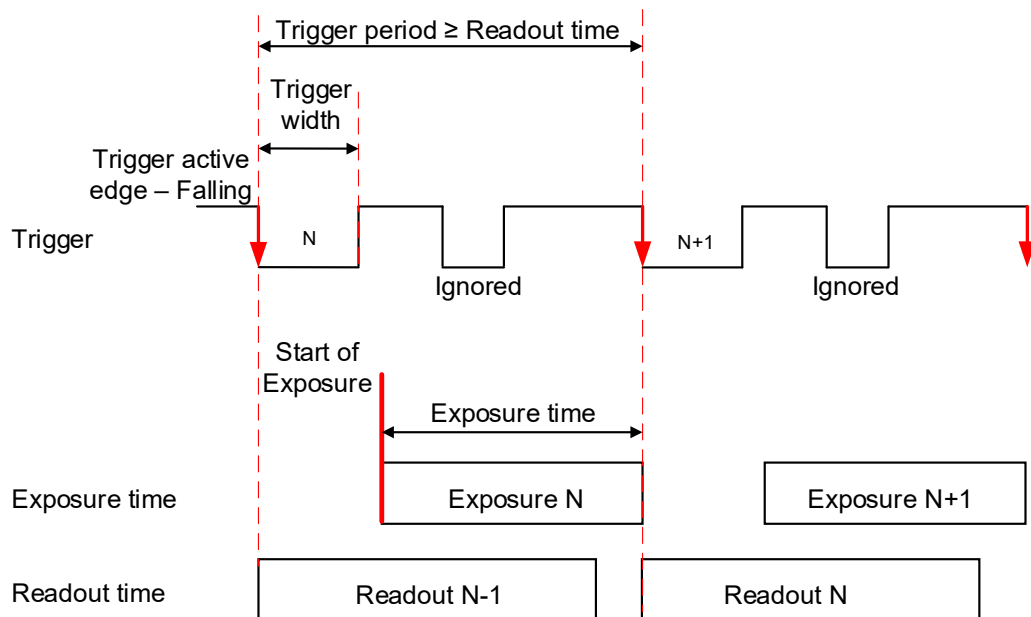 Trigger period ≥ Readout time
Trigger
width
Trigger active
edge – Falling
Trigger
N
N+1
Ignored
Ignored
Start of
Exposure
Exposure time
Exposure time
Exposure N
Exposure N+1
Readout time
Readout N-1
Readout N